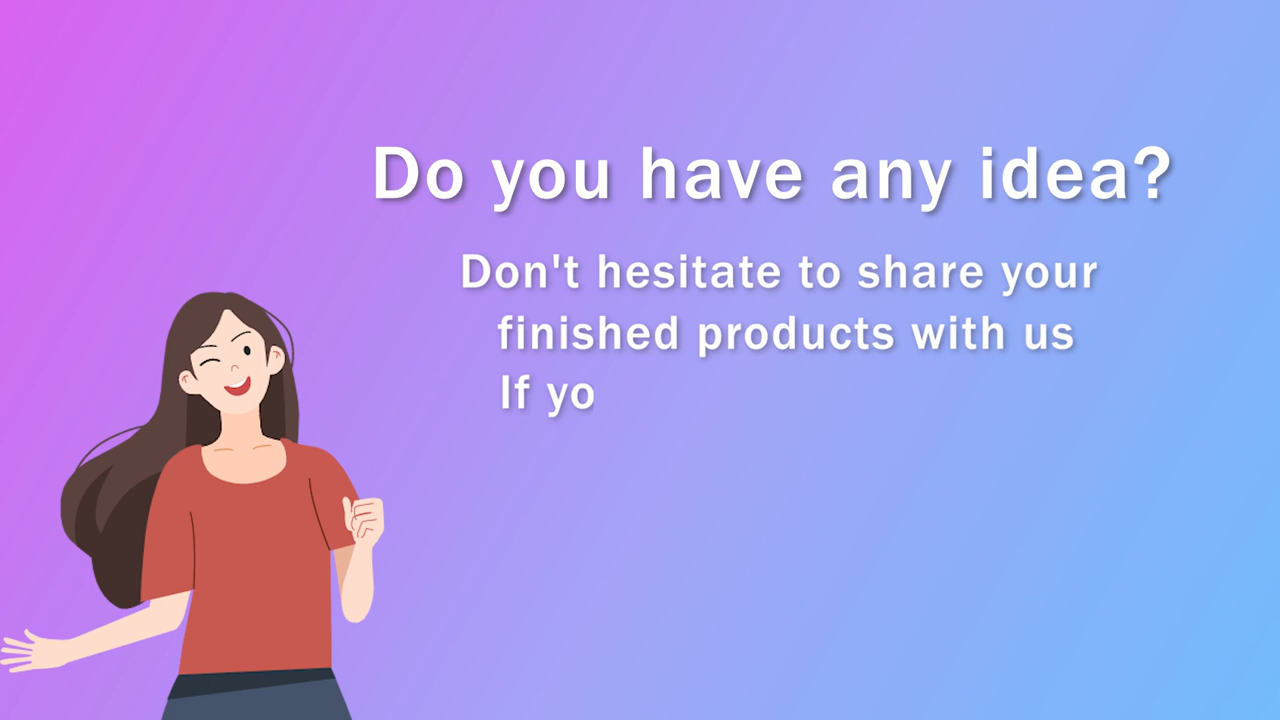 Do you have any idea?
Don't hesitate to share your
finished products with us
If yo